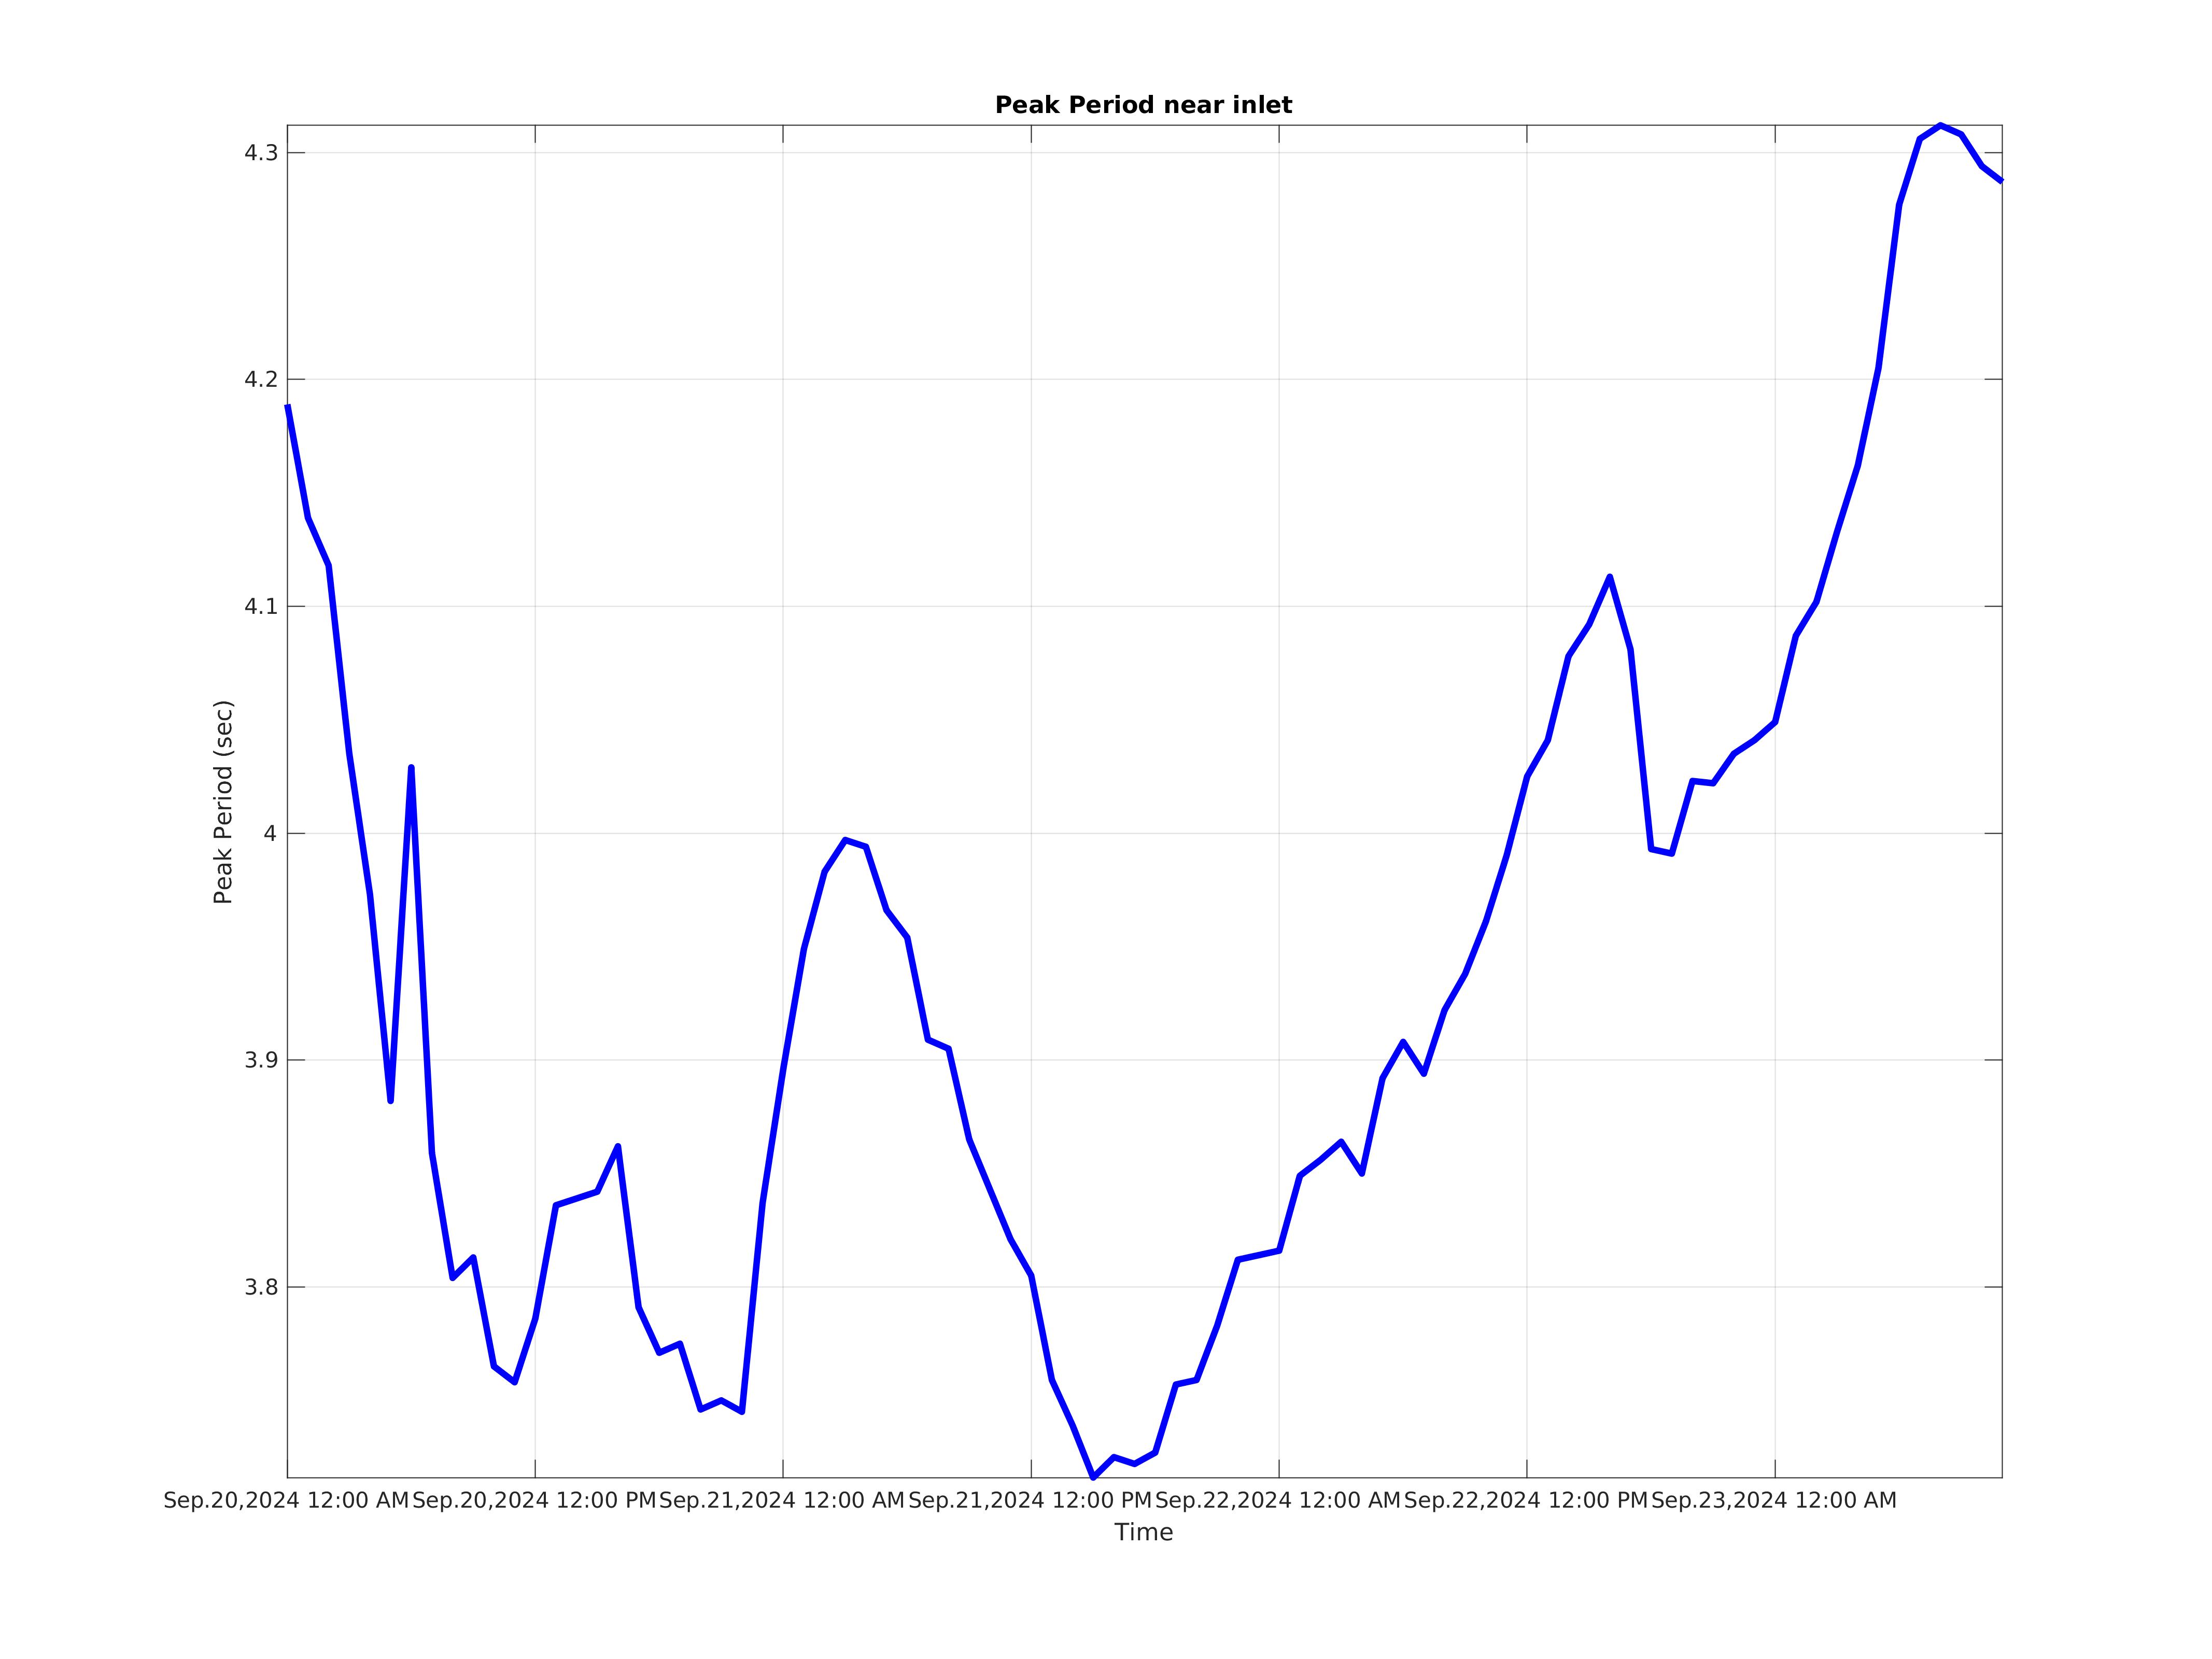 Peak Period near inlet
4.3
4.2
4.1
4
3.9
3.8
Peak Period (sec)
Sep.20,2024 12:00 AM Sep.20,2024 12:00 PM Sep.21,2024 12:00 AM Sep.21,2024 12:00 PM Sep.22,2024 12:00 AM Sep.22,2024 12:00 PM Sep.23,2024 12:00 AM
Time